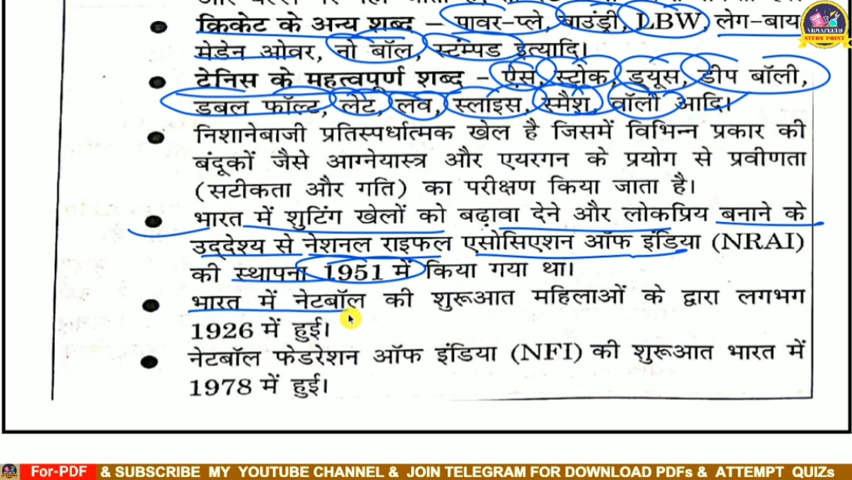 क्रिकेट के अन्य शब्द – पावर-प्ले, बाउंड्री, LBW, लेग-बाय
मेडेन ओवर, नो बॉल, स्टंम्पड इत्यादि।
टेनिस के महत्वपूर्ण शब्द – ऐस, स्टोक, ड्यूस, डीप बॉली,
डबल फॉल्ट, लेट, लव, स्लाइस, स्मैश, वॉली आदि।
निशानेबाजी प्रतिस्पर्धात्मक खेल है जिसमें विभिन्न प्रकार की
बंदूकों जैसे आग्नेयास्त्र और एयरगन के प्रयोग से प्रवीणता
(सटीकता और गति) का परीक्षण किया जाता है।
भारत में शुटिंग खेलों को बढ़ावा देने और लोकप्रिय बनाने के
उद्देश्य से नेशनल राइफल एसोसिएशन ऑफ इंडिया (NRAI)
की स्थापना 1951 में किया गया था।
भारत में नेटबॉल की शुरूआत महिलाओं के द्वारा लगभग
1926 में हुई।
नेटबॉल फेडरेशन ऑफ इंडिया (NFI) की शुरूआत भारत में
1978 में हुई।
STUDY POINT
For-PDF & SUBSCRIBE MY YOUTUBE CHANNEL & JOIN TELEGRAM FOR DOWNLOAD PDFs & ATTEMPT QUIZs